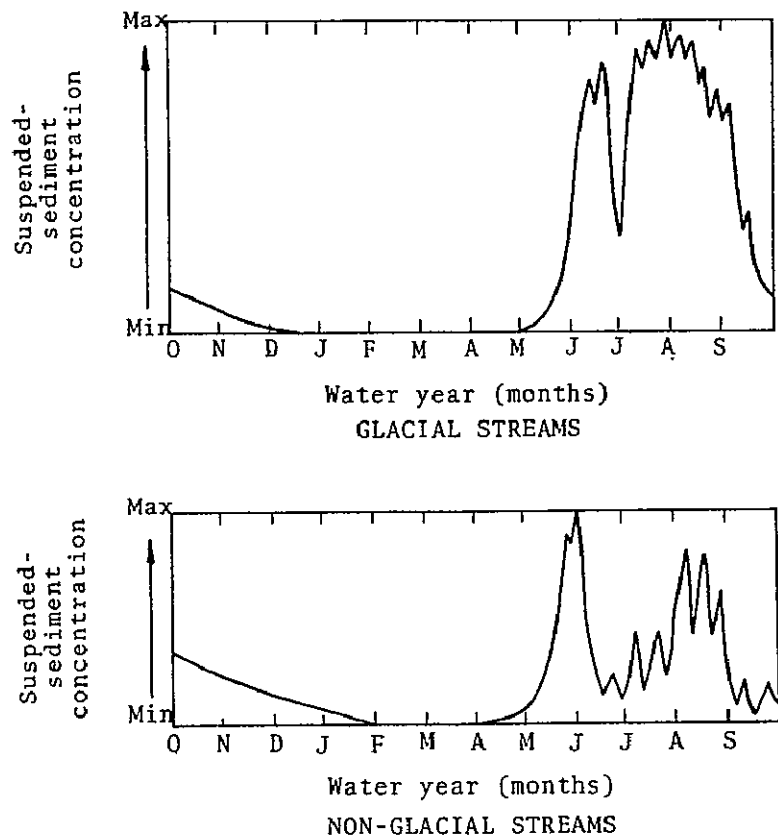 Max
Suspended-
sediment
concentration
Min
O N D J F M A M J J A S
Water year (months)
GLACIAL STREAMS
Max
Suspended-
sediment
concentration
Min
O N D J F M A M J J A S
Water year (months)
NON-GLACIAL STREAMS